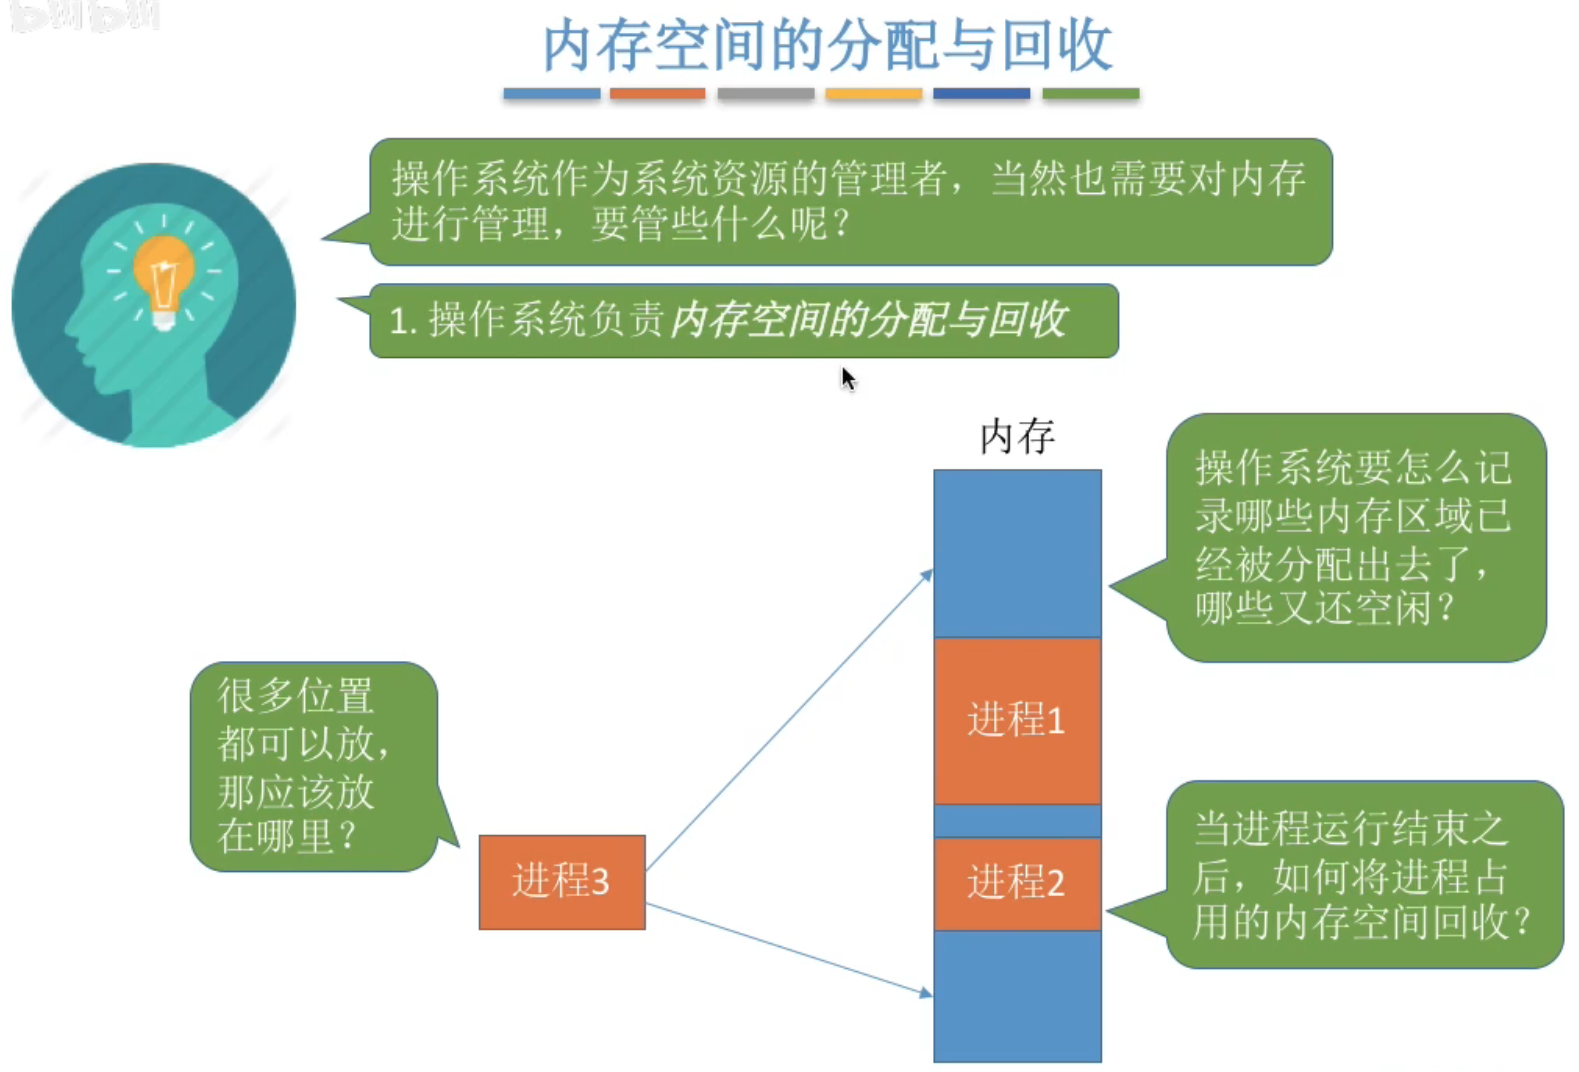 内存空间的分配与回收
操作系统作为系统资源的管理者，当然也需要对内存
进行管理，要管些什么呢？
1. 操作系统负责内存空间的分配与回收
内存
操作系统要怎么记
录哪些内存区域已
经被分配出去了，
哪些又还空闲？
很多位置
都可以放，
那应该放
在哪里？
进程1
进程3
进程2
当进程运行结束之
后，如何将进程占
用的内存空间回收？